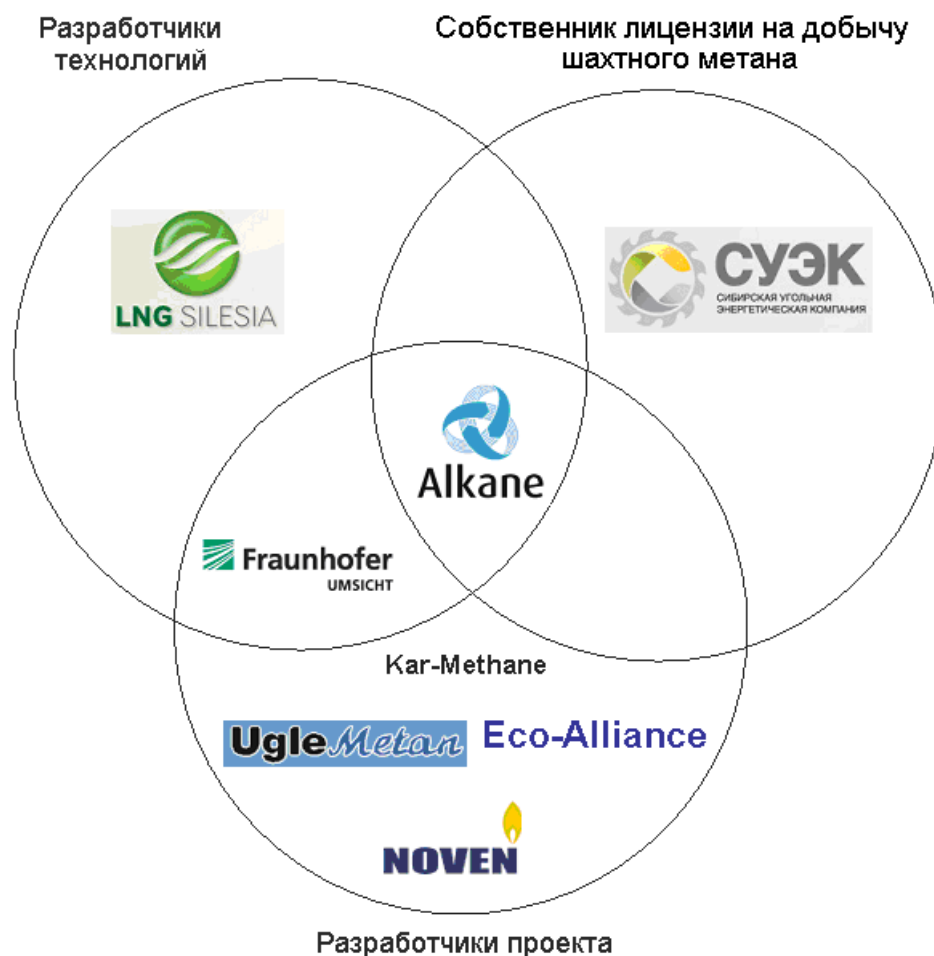 Разработчики
технологий
Собственник лицензии на добычу
шахтного метана
LNG SILESIA
СУЭК
СИБИРСКАЯ УГОЛЬНАЯ
ЭНЕРГЕТИЧЕСКАЯ КОМПАНИЯ
Alkane
Fraunhofer
UMSICHT
Kar-Methane
UgleMetan
Eco-Alliance
NOVEN
Разработчики проекта